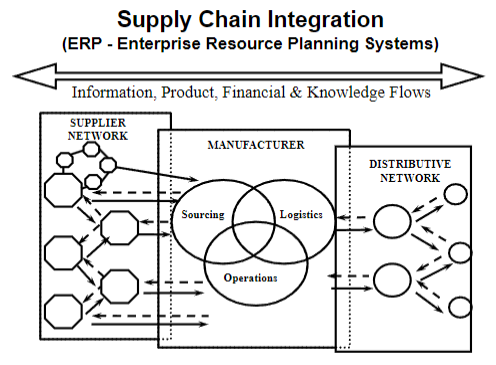 Supply Chain Integration
(ERP - Enterprise Resource Planning Systems)
Information, Product, Financial & Knowledge Flows
SUPPLIER
NETWORK
MANUFACTURER
DISTRIBUTIVE
NETWORK
Sourcing
Logistics
Operations